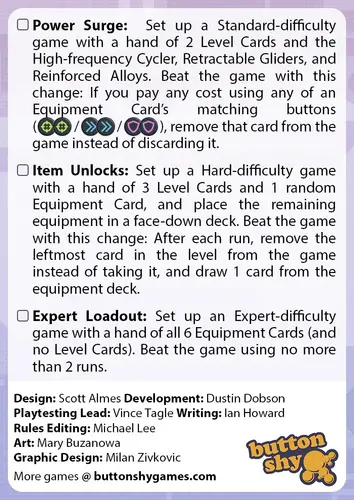 Power Surge: Set up a Standard-difficulty
game with a hand of 2 Level Cards and the
High-frequency Cycler, Retractable Gliders, and
Reinforced Alloys. Beat the game with this
change: If you pay any cost using any of an
Equipment Card's matching buttons
( / / ), remove that card from the
game instead of discarding it.
Item Unlocks: Set up a Hard-difficulty game
with a hand of 3 Level Cards and 1 random
Equipment Card, and place the remaining
equipment in a face-down deck. Beat the game
with this change: After each run, remove the
leftmost card in the level from the game
instead of taking it, and draw 1 card from the
equipment deck.
Expert Loadout: Set up an Expert-difficulty
game with a hand of all 6 Equipment Cards (and
no Level Cards). Beat the game using no more
than 2 runs.
Design: Scott Almes Development: Dustin Dobson
Playtesting Lead: Vince Tagle Writing: Ian Howard
Rules Editing: Michael Lee
Art: Mary Buzanowa
Graphic Design: Milan Zivkovic
More games @ buttonshygames.com
button
shy